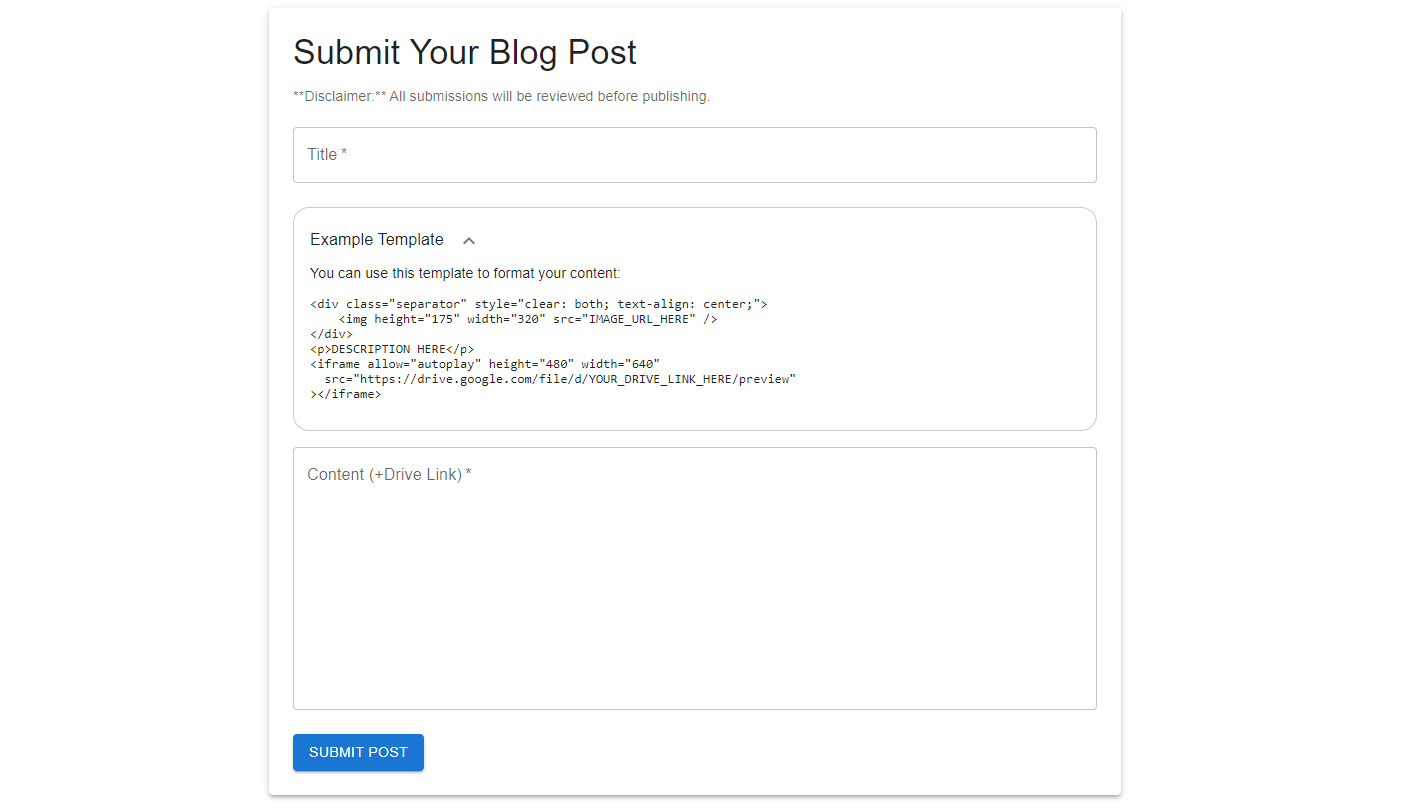 Submit Your Blog Post
**Disclaimer:** All submissions will be reviewed before publishing.
Title *
Example Template
You can use this template to format your content:
<div class="separator" style="clear: both; text-align: center;">
    <img height="175" width="320" src="IMAGE_URL_HERE" />
</div>
<p>DESCRIPTION HERE</p>
<iframe allow="autoplay" height="480" width="640"
  src="https://drive.google.com/file/d/YOUR_DRIVE_LINK_HERE/preview"
></iframe>
Content (+Drive Link) *
SUBMIT POST